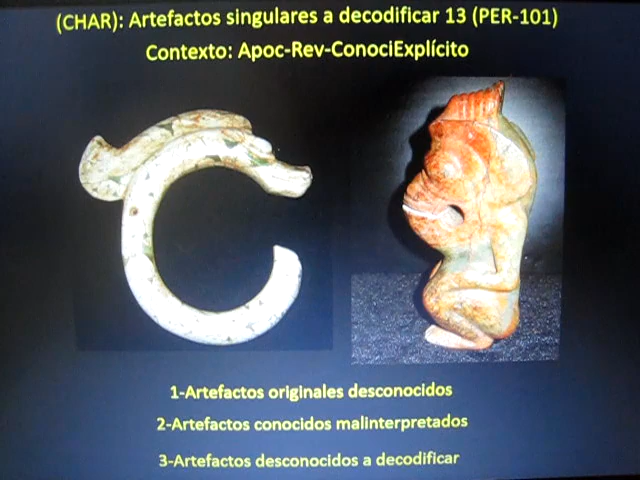 (CHAR): Artefactos singulares a decodificar 13 (PER-101)
Contexto: Apoc-Rev-ConociExplícito
1-Artefactos originales desconocidos
2-Artefactos conocidos malinterpretados
3-Artefactos desconocidos a decodificar